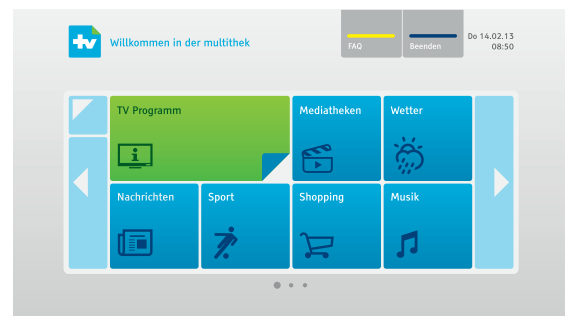 tv
Willkommen in der multithek
FAQ
Beenden
Do 14.02.13
08:50
TV Programm
Mediatheken
Wetter
i
Nachrichten
Sport
Shopping
Musik